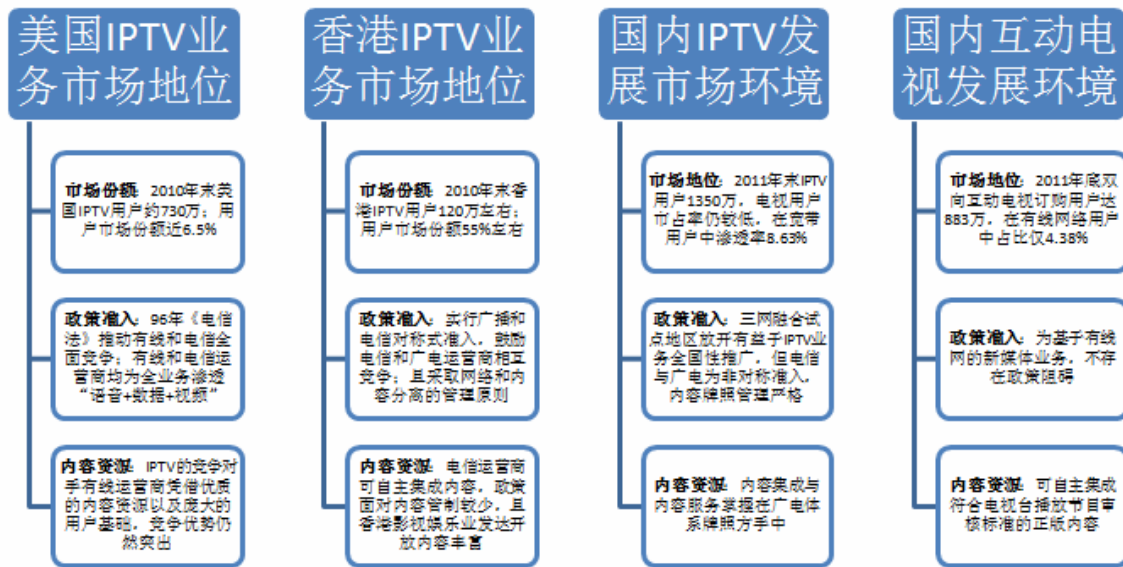 美国IPTV业
务市场地位
市场份额：2010年末美
国IPTV用户约730万；用
户市场份额近6.5%
政策准入：96年《电信
法》推动有线和电信全
面竞争；有线和电信运
营商均为全业务渗透
“语音+数据+视频”
内容资源：IPTV的竞争对
手有线运营商凭借优质
的内容资源以及庞大的
用户基础，竞争优势仍
然突出
香港IPTV业
务市场地位
市场份额：2010年末香
港IPTV用户120万左右；
用户市场份额55%左右
政策准入：实行广播和
电信对称式准入，鼓励
电信和广电运营商相互
竞争；且采取网络和内
容分离的管理原则
内容资源：电信运营商
可自主集成内容，政策
面对内容管制较少，且
香港影视娱乐业发达开
放内容丰富
国内IPTV发
展市场环境
市场地位：2011年末IPTV
用户1350万，电视用户
市占率仍较低，在宽带
用户中渗透率8.63%
政策准入：三网融合试
点地区放开有益于IPTV业
务全国性推广，但电信
与广电为非对称准入，
内容牌照管理严格
内容资源：内容集成与
内容服务掌握在广电体
系牌照方手中
国内互动电
视发展环境
市场地位：2011年底双
向互动电视订购用户达
883万，在有线网络用户
中占比仅4.38%
政策准入：为基于有线
网的新媒体业务，不存
在政策阻碍
内容资源：可自主集成
符合电视台播放节目审
核标准的正版内容